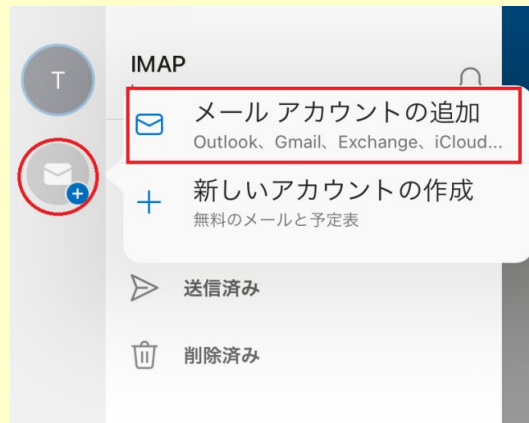 T
IMAP
メール アカウントの追加
Outlook、Gmail、Exchange、iCloud...
新しいアカウントの作成
無料のメールと予定表
送信済み
削除済み